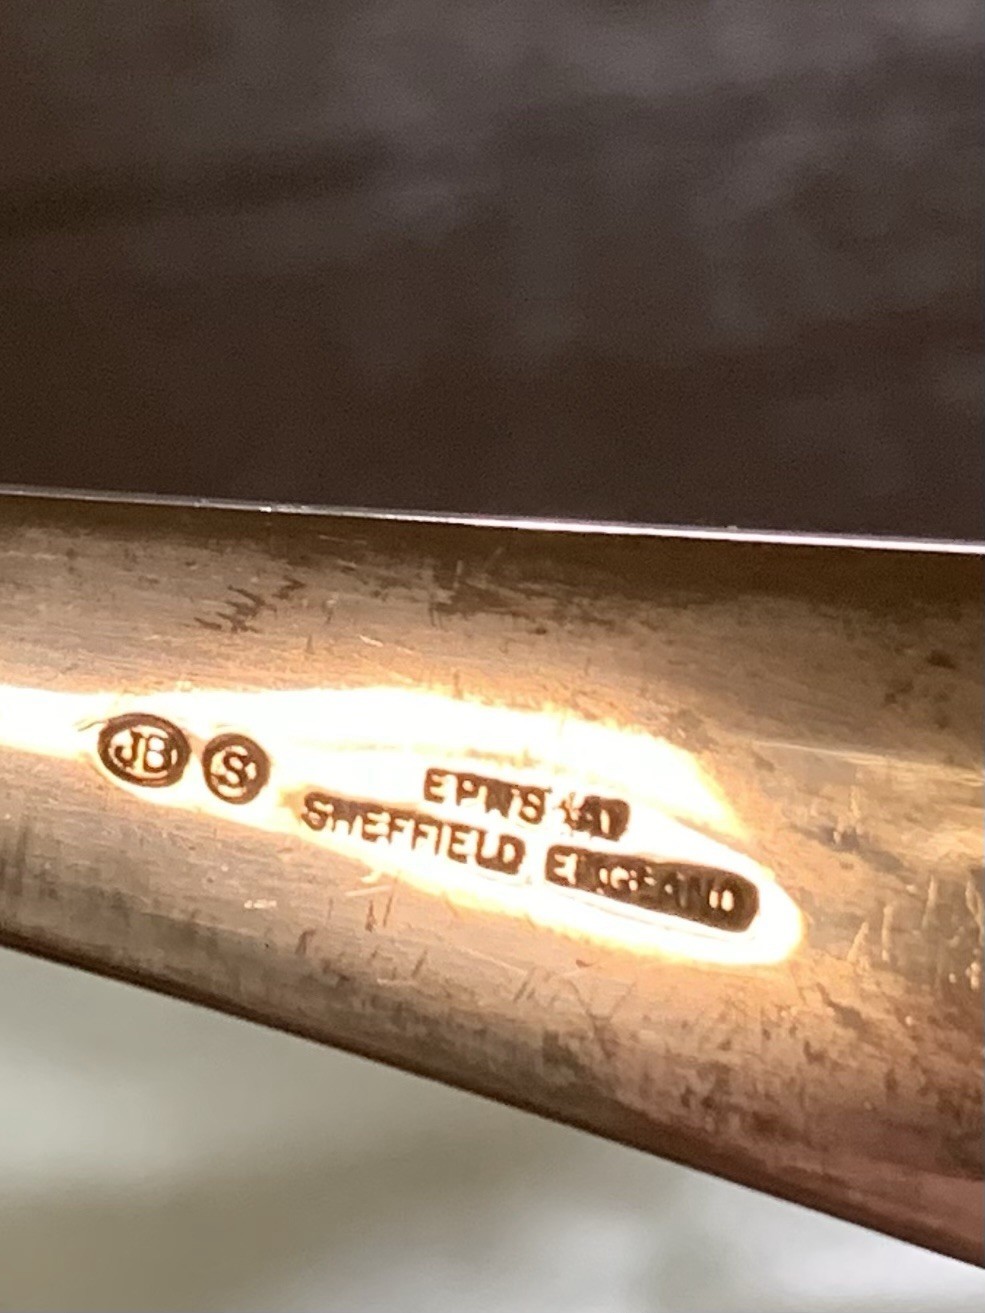 JB S
EPNS A1
SHEFFIELD ENGLAND